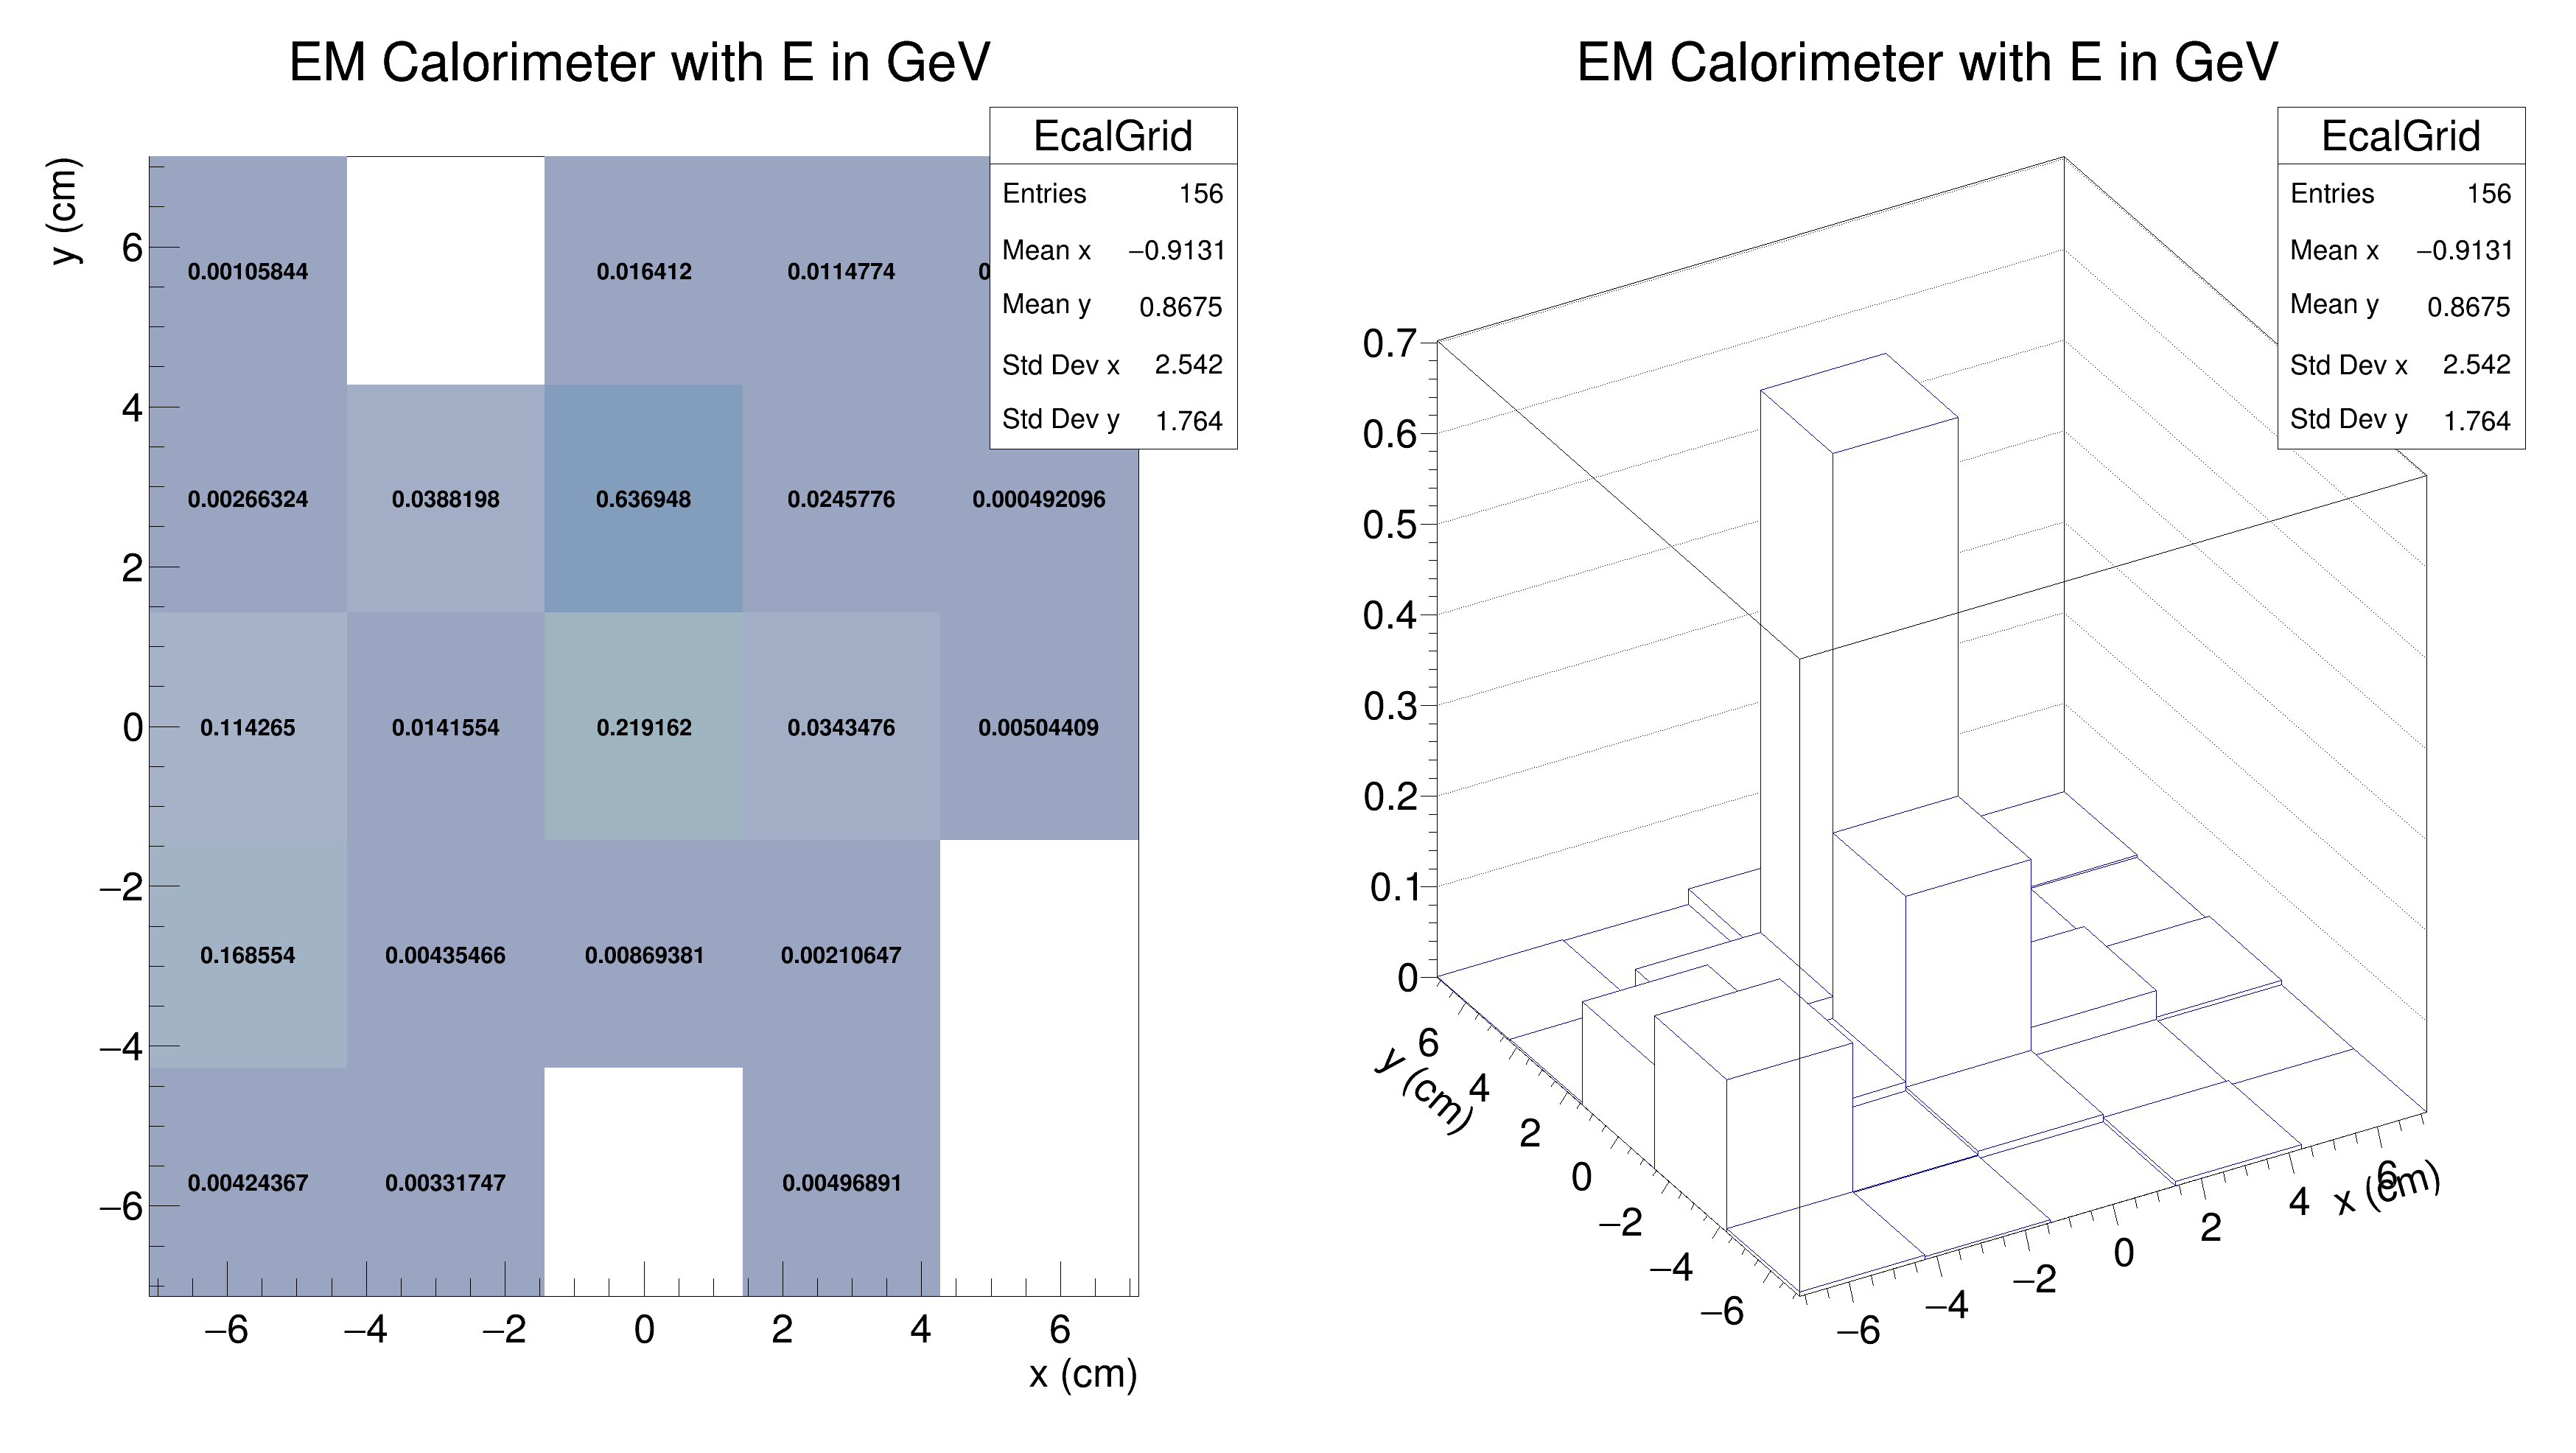 EM Calorimeter with E in GeV
EcalGrid
Entries 156
Mean x −0.9131
Mean y 0.8675
Std Dev x 2.542
Std Dev y 1.764
y (cm)
6
4
2
0
−2
−4
−6
0.00105844 0.016412 0.0114774
0.00266324 0.0388198 0.636948 0.0245776 0.000492096
0.114265 0.0141554 0.219162 0.0343476 0.00504409
0.168554 0.00435466 0.00869381 0.00210647
0.00424367 0.00331747 0.00496891
−6 −4 −2 0 2 4 6
x (cm)
EM Calorimeter with E in GeV
EcalGrid
Entries 156
Mean x −0.9131
Mean y 0.8675
Std Dev x 2.542
Std Dev y 1.764
0.7
0.6
0.5
0.4
0.3
0.2
0.1
0
6
4
2
0
−2
−4
−6
y (cm)
−6
−4
−2
0
2
4
6
x (cm)